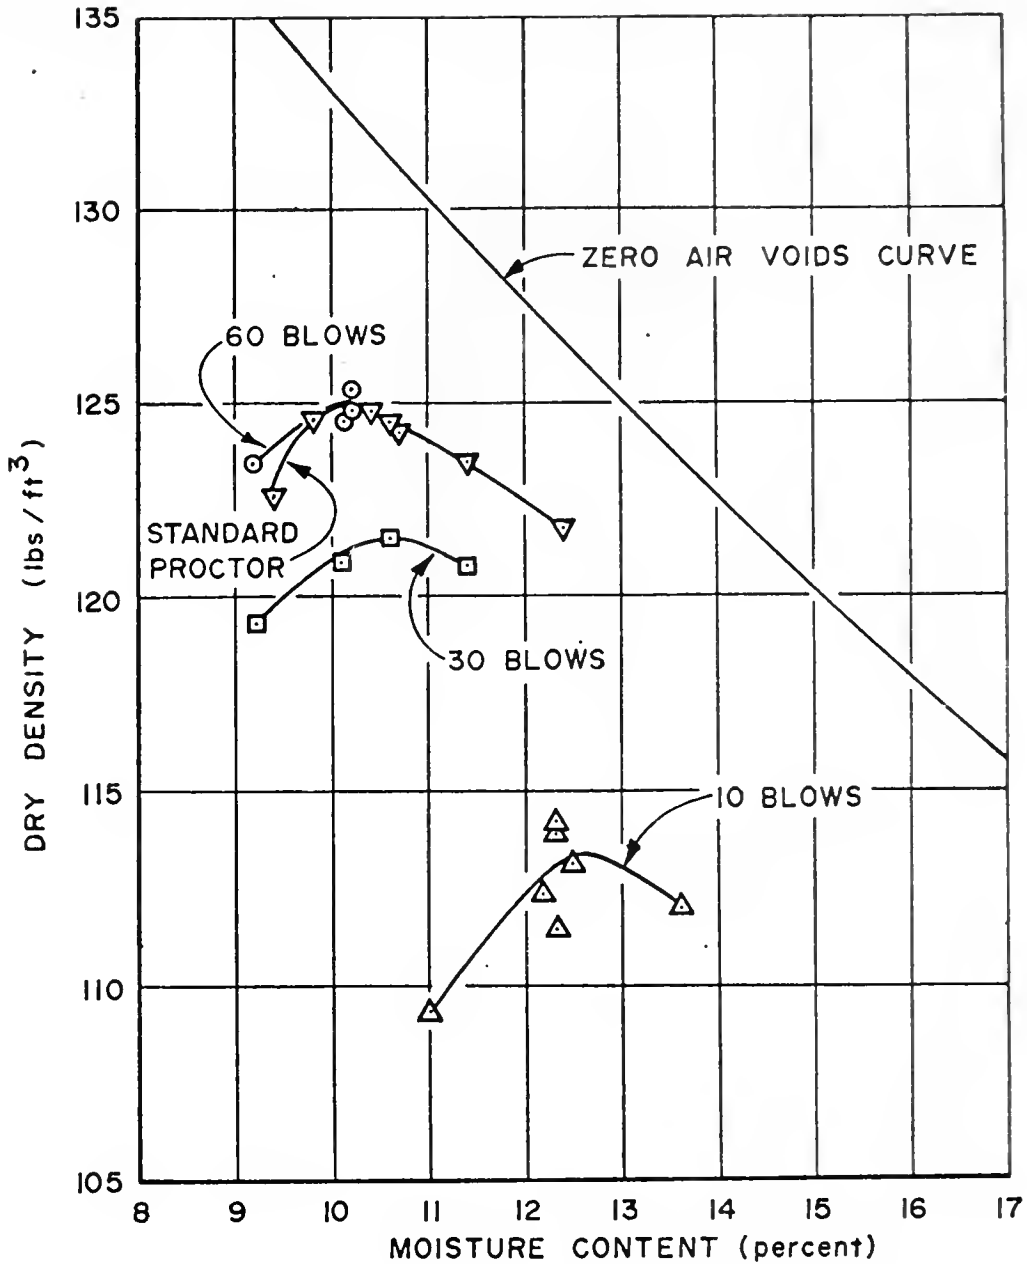 135
130
125
120
115
110
105
DRY DENSITY (lbs/ft³)
ZERO AIR VOIDS CURVE
60 BLOWS
STANDARD
PROCTOR
30 BLOWS
10 BLOWS
8 9 10 11 12 13 14 15 16 17
MOISTURE CONTENT (percent)